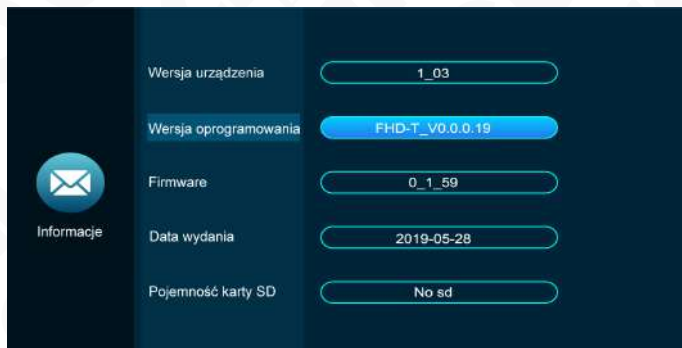 Wersja urządzenia 1_03
Wersja oprogramowania FHD-T_V0.0.0.19
Firmware 0_1_59
Informacje
Data wydania 2019-05-28
Pojemność karty SD No sd